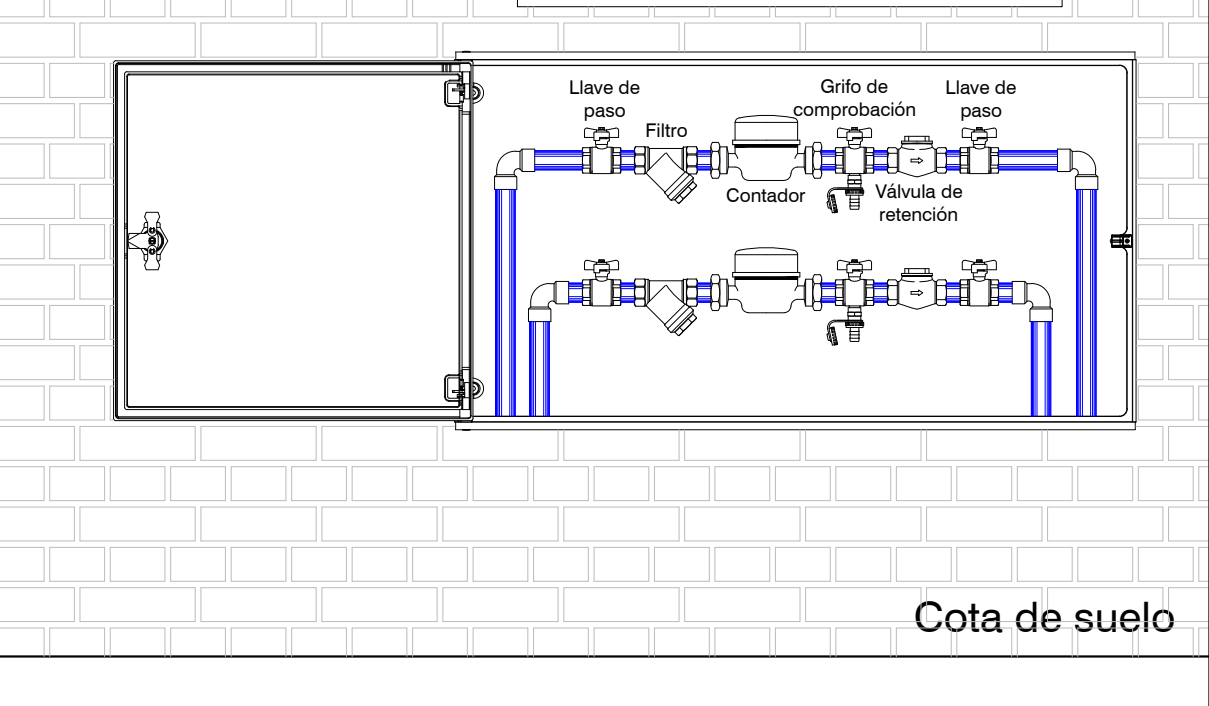 Llave de
paso
Filtro
Contador
Grifo de
comprobación
Válvula de
retención
Llave de
paso
Cota de suelo